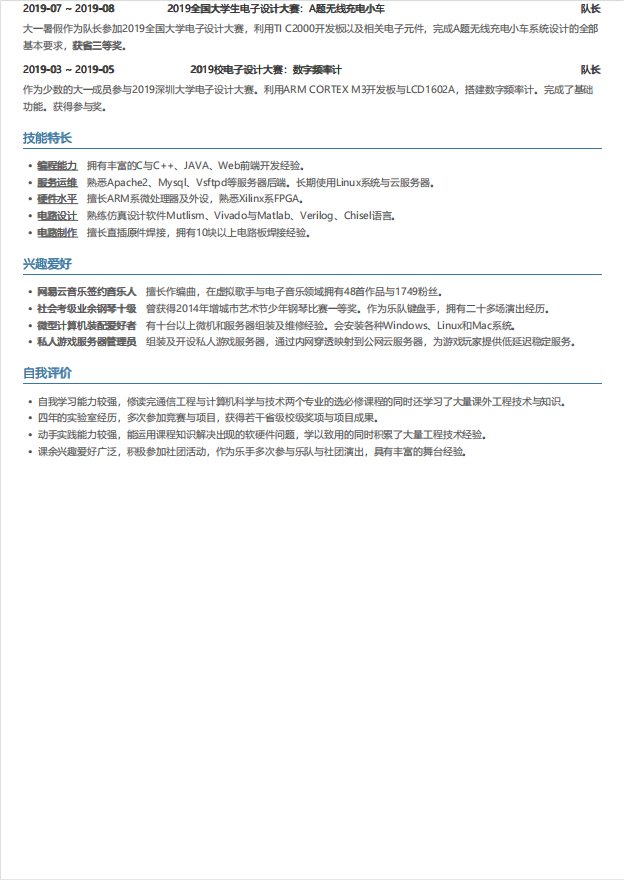 2019-07 ~ 2019-08 2019全国大学生电子设计大赛：A题无线充电小车 队长
大一暑假作为队长参加2019全国大学生电子设计大赛，利用TI C2000开发板以及相关电子元件，完成A题无线充电小车系统设计的全部
基本要求，获省三等奖。
2019-03 ~ 2019-05 2019校电子设计大赛：数字频率计 队长
作为少数的大一成员参与2019深圳大学电子设计大赛。利用ARM CORTEX M3开发板与LCD1602A，搭建数字频率计。完成了基础
功能。获得参与奖。
技能特长
• 编程能力 拥有丰富的C与C++、JAVA、Web前端开发经验。
• 服务运维 熟悉Apache2、Mysql、Vsftpd等服务器后端。长期使用Linux系统与云服务器。
• 硬件水平 擅长ARM系微处理器及外设，熟悉Xilinx系FPGA。
• 电路设计 熟练仿真设计软件Mutlism、Vivado与Matlab、Verilog、Chisel语言。
• 电路制作 擅长直插原件焊接，拥有10块以上电路板焊接经验。
兴趣爱好
• 网易云音乐签约音乐人 擅长作编曲，在虚拟歌手与电子音乐领域拥有48首作品与1749粉丝。
• 社会考级业余钢琴十级 曾获得2014年增城市艺术节少年钢琴比赛一等奖。作为乐队键盘手，拥有二十多场演出经历。
• 微型计算机装配爱好者 有十台以上微机和服务器组装及维修经验。会安装各种Windows、Linux和Mac系统。
• 私人游戏服务器管理员 组装及开设私人游戏服务器，通过内网穿透映射到公网云服务器，为游戏玩家提供低延迟稳定服务。
自我评价
• 自我学习能力较强，修读完通信工程与计算机科学与技术两个专业的选必修课程的同时还学习了大量课外工程技术与知识。
• 四年的实验室经历，多次参加竞赛与项目，获得若干省级校级奖项与项目成果。
• 动手实践能力较强，能运用课程知识解决出现的软硬件问题，学以致用的同时积累了大量工程技术经验。
• 课余兴趣爱好广泛，积极参加社团活动，作为乐手多次参与乐队与社团演出，具有丰富的舞台经验。